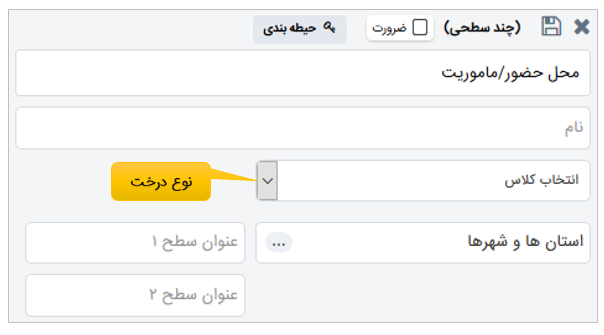 (چند سطحی) ضرورت حیطه بندی
محل حضور/ماموریت
نام
انتخاب کلاس
نوع درخت
استان ها و شهرها ... عنوان سطح ۱
عنوان سطح ۲